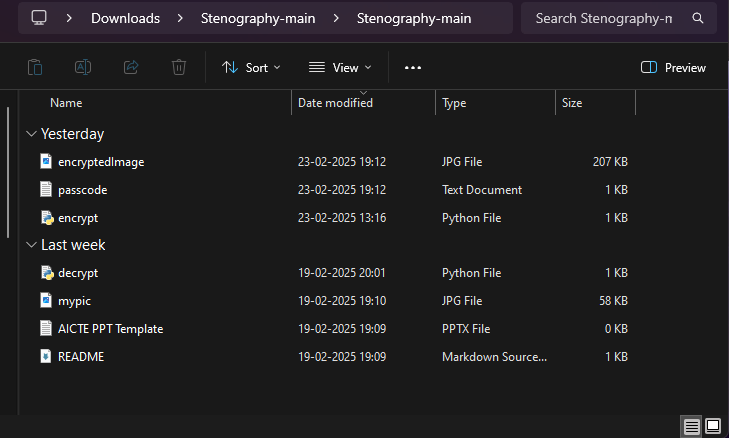 Downloads > Stenography-main > Stenography-main Search Stenography-n
Sort View Preview
Name Date modified Type Size
Yesterday
encryptedImage 23-02-2025 19:12 JPG File 207 KB
passcode 23-02-2025 19:12 Text Document 1 KB
encrypt 23-02-2025 13:16 Python File 1 KB
Last week
decrypt 19-02-2025 20:01 Python File 1 KB
mypic 19-02-2025 19:10 JPG File 58 KB
AICTE PPT Template 19-02-2025 19:09 PPTX File 0 KB
README 19-02-2025 19:09 Markdown Source... 1 KB